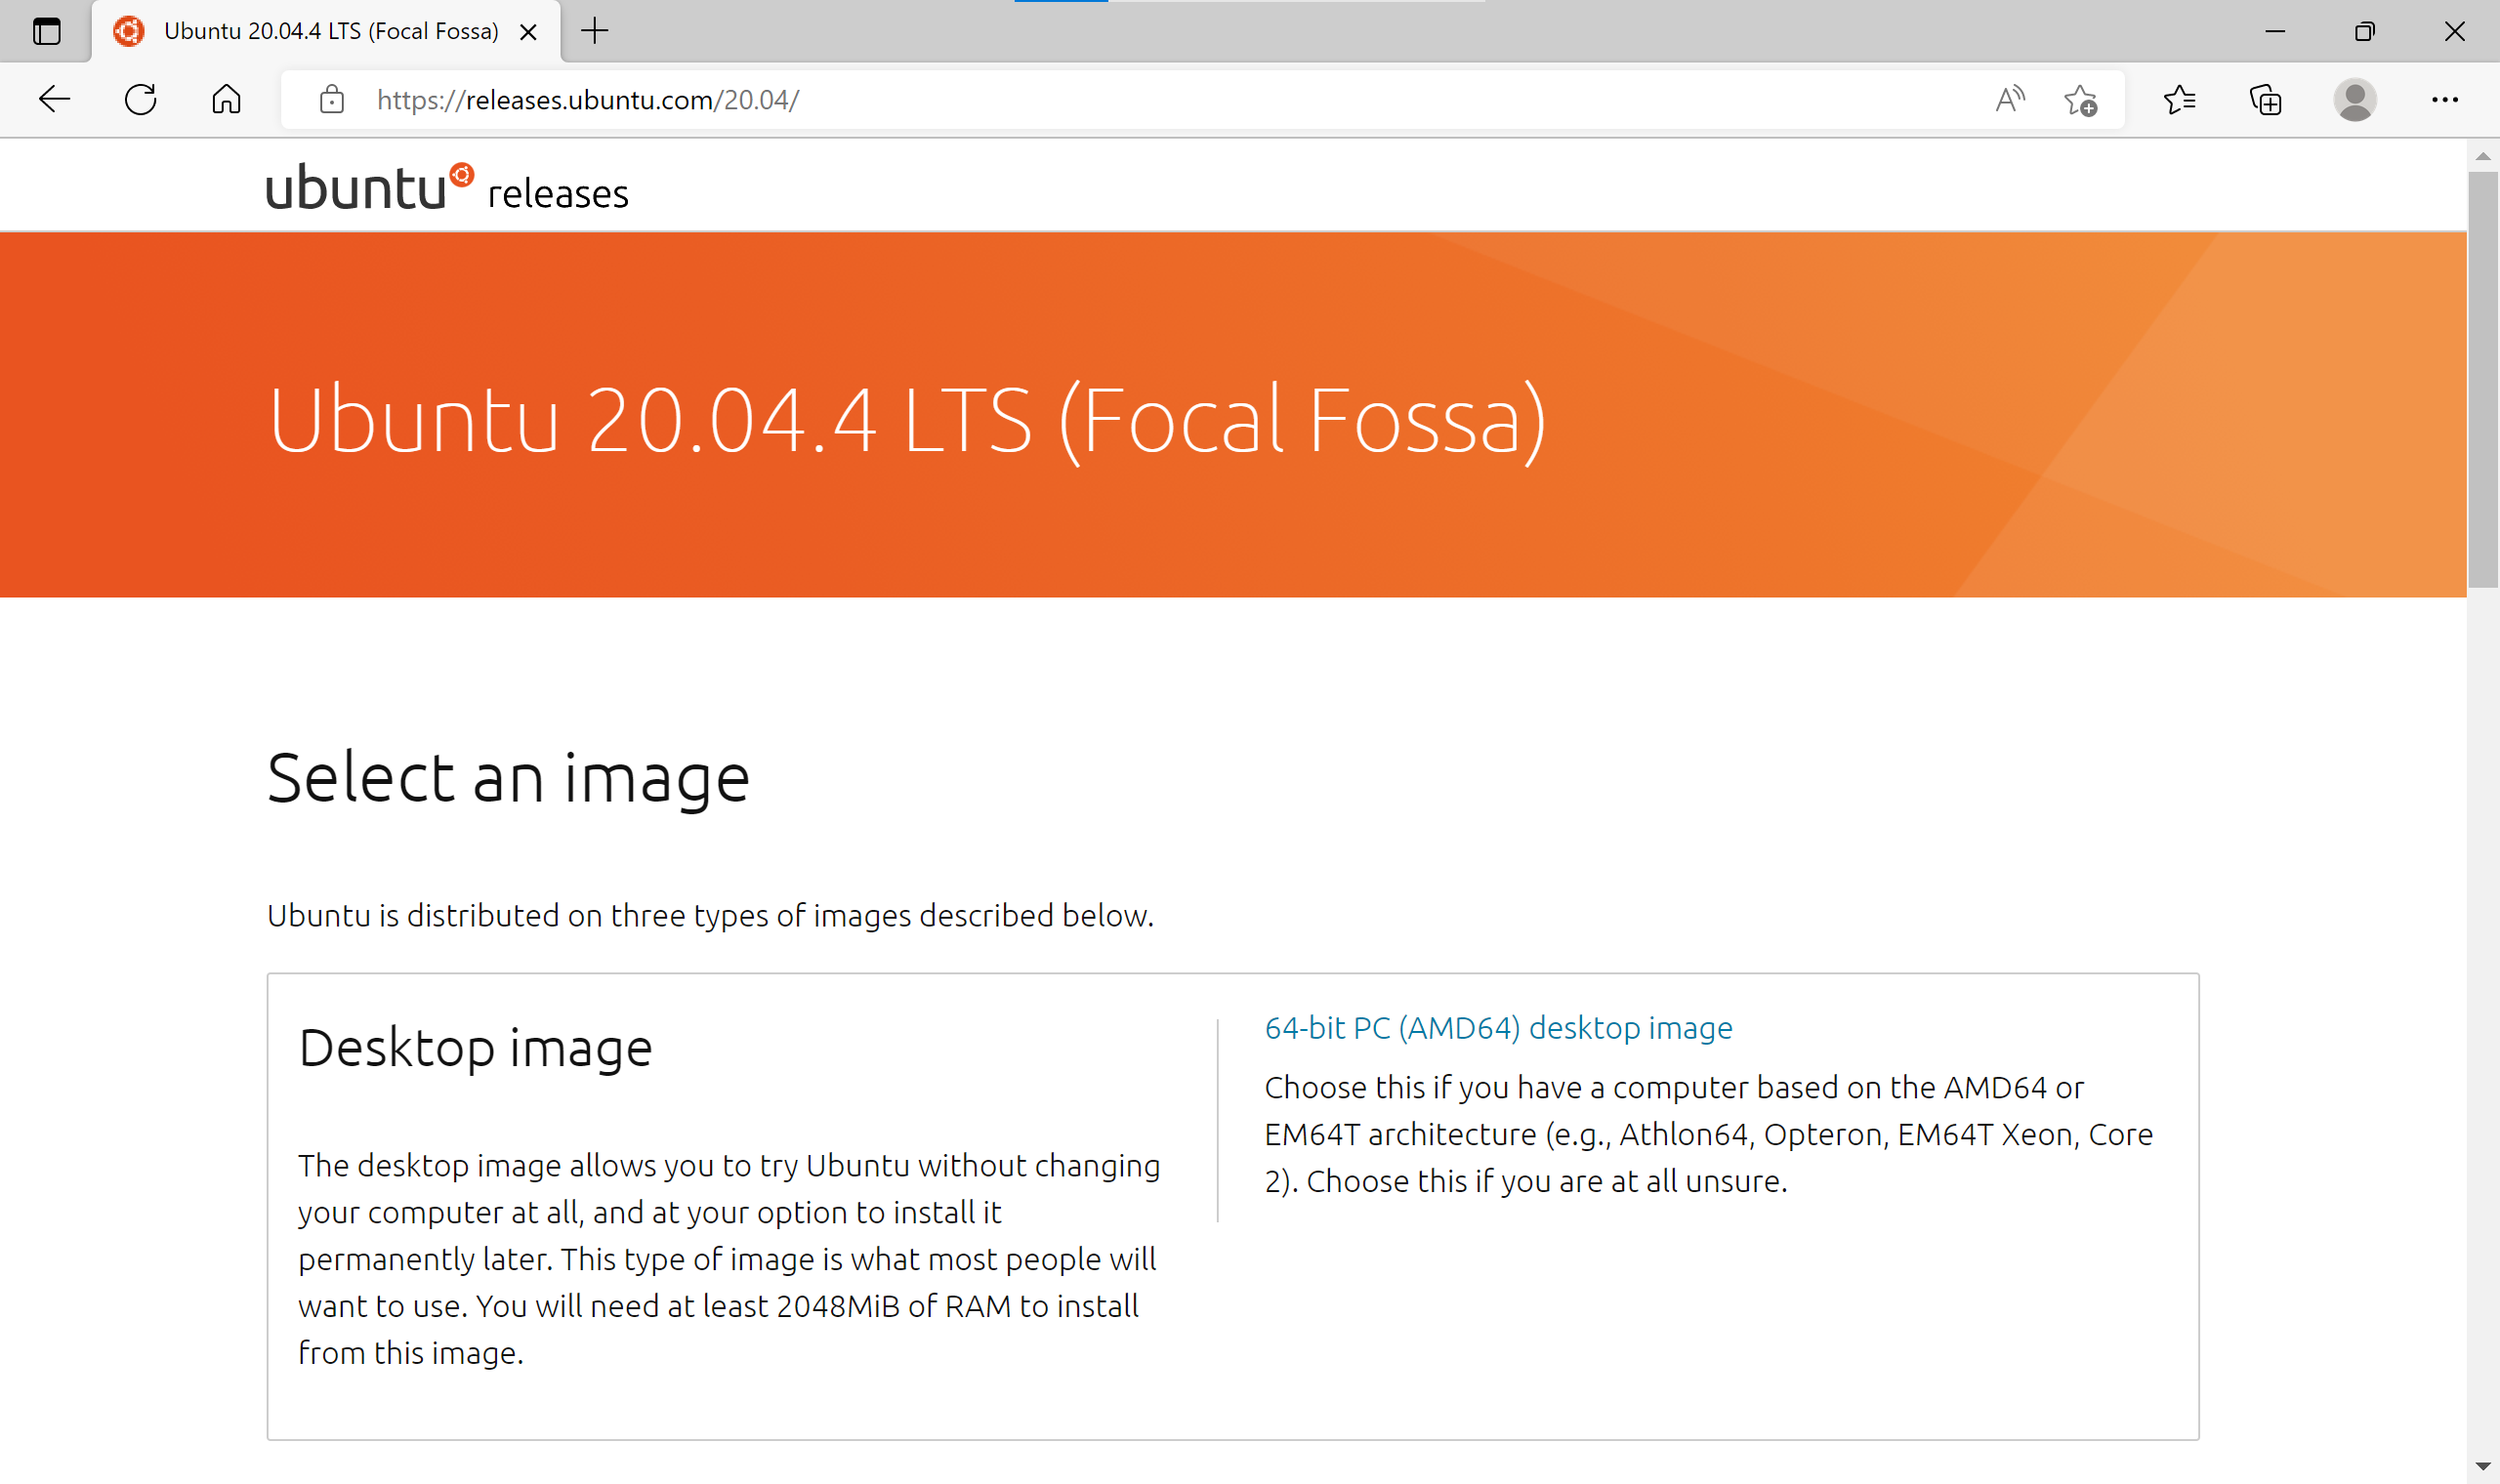 Ubuntu 20.04.4 LTS (Focal Fossa)
https://releases.ubuntu.com/20.04/
ubuntu releases
Ubuntu 20.04.4 LTS (Focal Fossa)
Select an image
Ubuntu is distributed on three types of images described below.
Desktop image
The desktop image allows you to try Ubuntu without changing
your computer at all, and at your option to install it
permanently later. This type of image is what most people will
want to use. You will need at least 2048MiB of RAM to install
from this image.
64-bit PC (AMD64) desktop image
Choose this if you have a computer based on the AMD64 or
EM64T architecture (e.g., Athlon64, Opteron, EM64T Xeon, Core
2). Choose this if you are at all unsure.